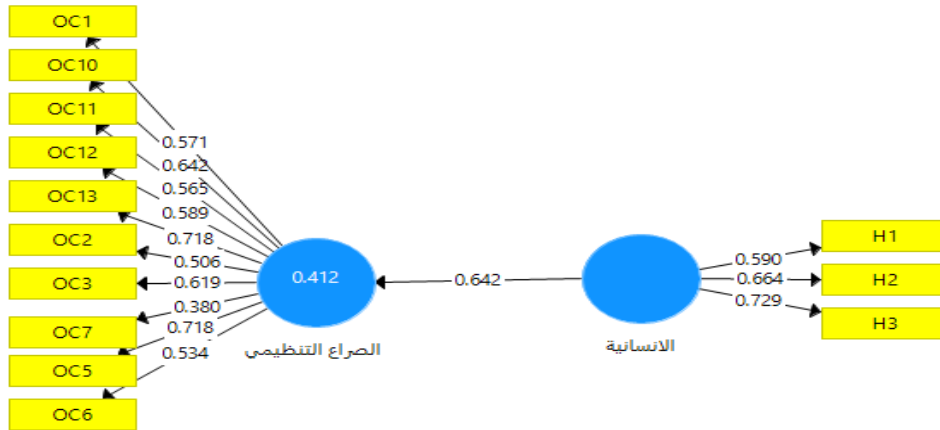 OC1
OC10
OC11
OC12
OC13
OC2
OC3
OC7
OC5
OC6
0.571
0.642
0.565
0.589
0.718
0.506
0.619
0.380
0.718
0.534
0.412
الصراع التنظيمي
0.642
الانسانية
0.590
0.664
0.729
H1
H2
H3